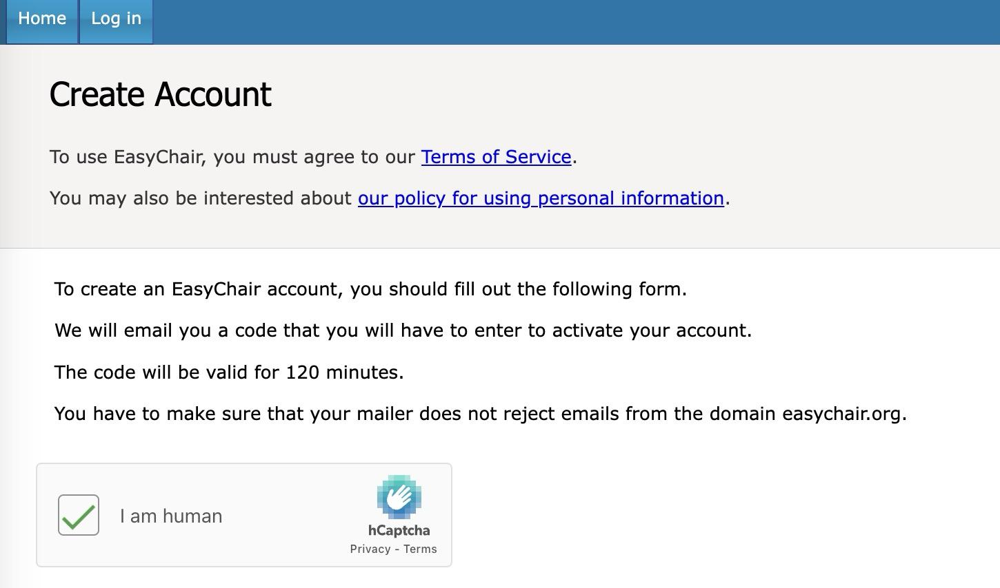 Home Log in
Create Account
To use EasyChair, you must agree to our Terms of Service.
You may also be interested about our policy for using personal information.
To create an EasyChair account, you should fill out the following form.
We will email you a code that you will have to enter to activate your account.
The code will be valid for 120 minutes.
You have to make sure that your mailer does not reject emails from the domain easychair.org.
I am human
hCaptcha
Privacy - Terms